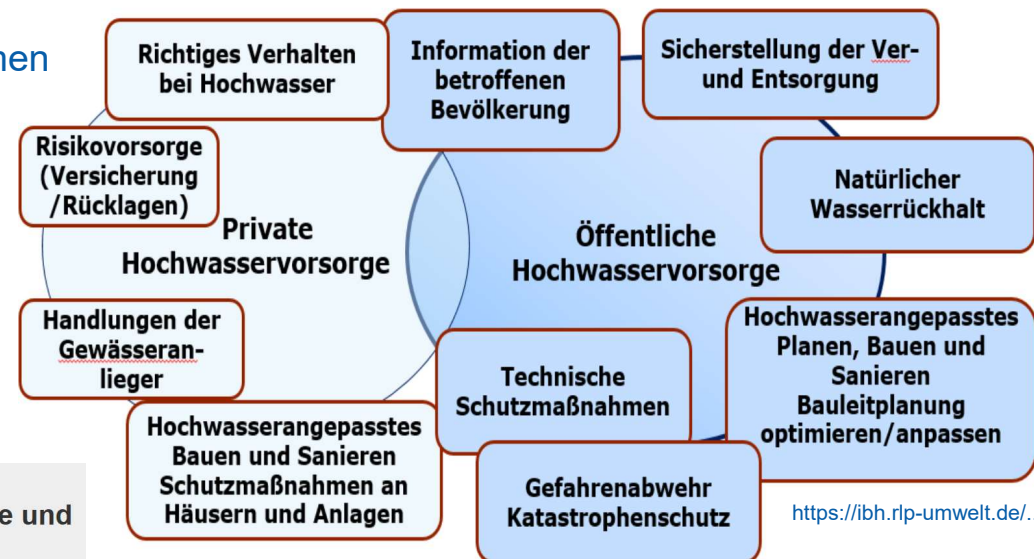 nen
Richtiges Verhalten
bei Hochwasser
Information der
betroffenen
Bevölkerung
Sicherstellung der Ver-
und Entsorgung
Risikovorsorge
(Versicherung
/Rücklagen)
Natürlicher
Wasserrückhalt
Private
Hochwasservorsorge
Öffentliche
Hochwasservorsorge
Handlungen der
Gewässeran-
lieger
Technische
Schutzmaßnahmen
Hochwasserangepasstes
Planen, Bauen und
Sanieren
Bauleitplanung
optimieren/anpassen
Hochwasserangepasstes
Bauen und Sanieren
Schutzmaßnahmen an
Häusern und Anlagen
Gefahrenabwehr
Katastrophenschutz
e und
https://ibh.rlp-umwelt.de/..